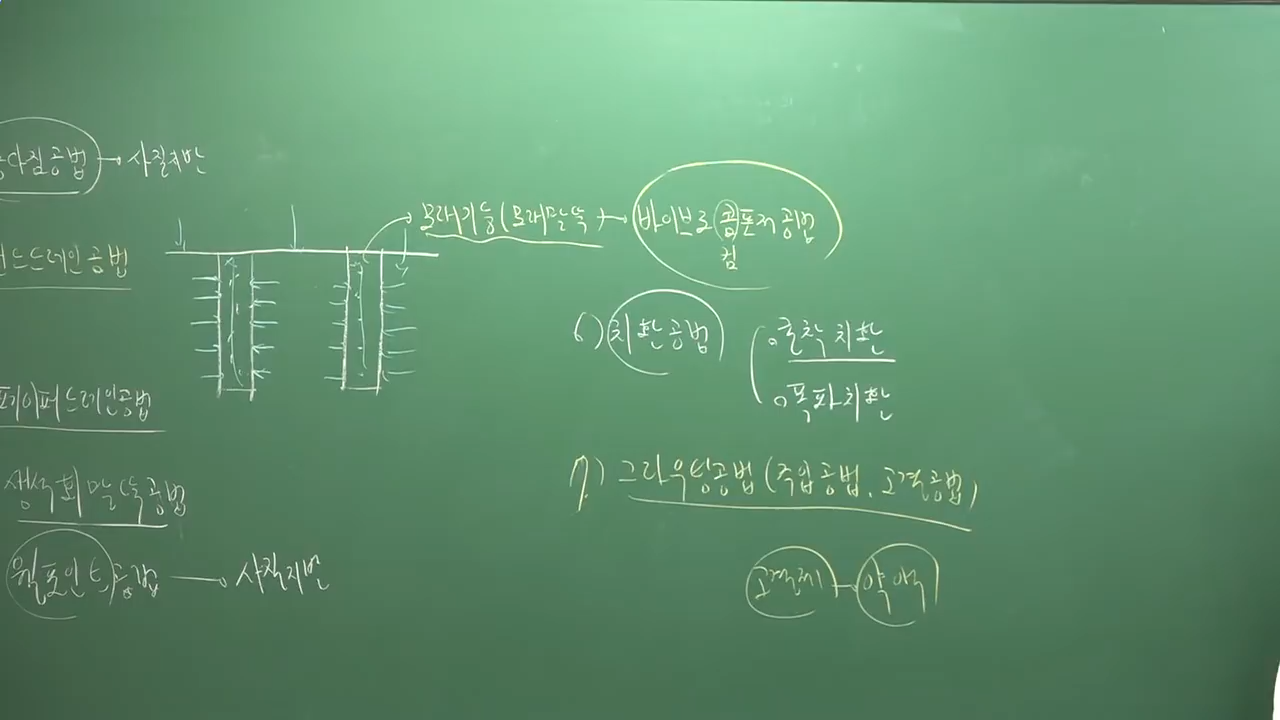 다짐공법 → 사질지반
모래기둥(모래말뚝) → 바이브로 콤포져 공법
컴
드드레인공법
6) 치환공법
굴착치환
폭파치환
페이퍼드레인공법
생석회말뚝공법
7) 그라우팅공법 (주입공법, 고결공법)
웰포인트공법 → 사질지반
고결제 → 약액